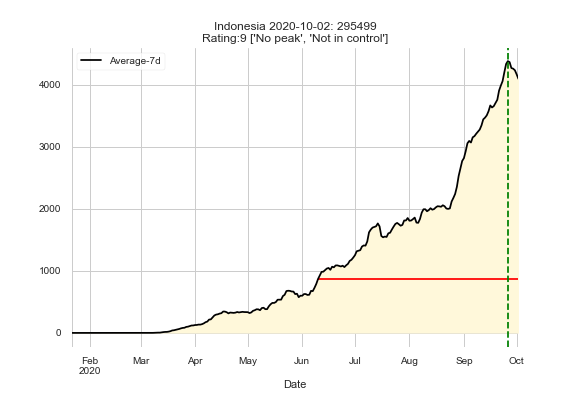 Indonesia 2020-10-02: 295499
Rating:9 ['No peak', 'Not in control']
Average-7d
4000
3000
2000
1000
0
Feb Mar Apr May Jun Jul Aug Sep Oct
2020
Date